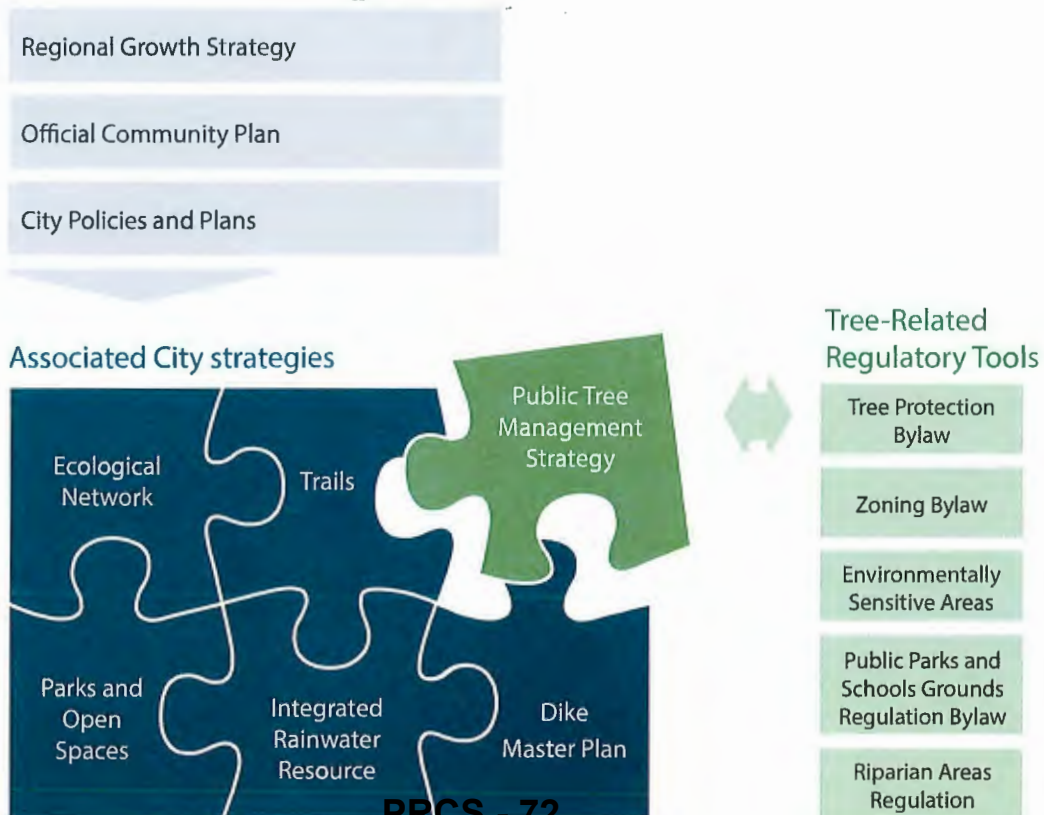 Regional Growth Strategy
Official Community Plan
City Policies and Plans
Associated City strategies
Ecological
Network
Trails
Public Tree
Management
Strategy
Parks and
Open
Spaces
Integrated
Rainwater
Resource
Dike
Master Plan
Tree-Related
Regulatory Tools
Tree Protection
Bylaw
Zoning Bylaw
Environmentally
Sensitive Areas
Public Parks and
Schools Grounds
Regulation Bylaw
Riparian Areas
Regulation
PRCS - 72